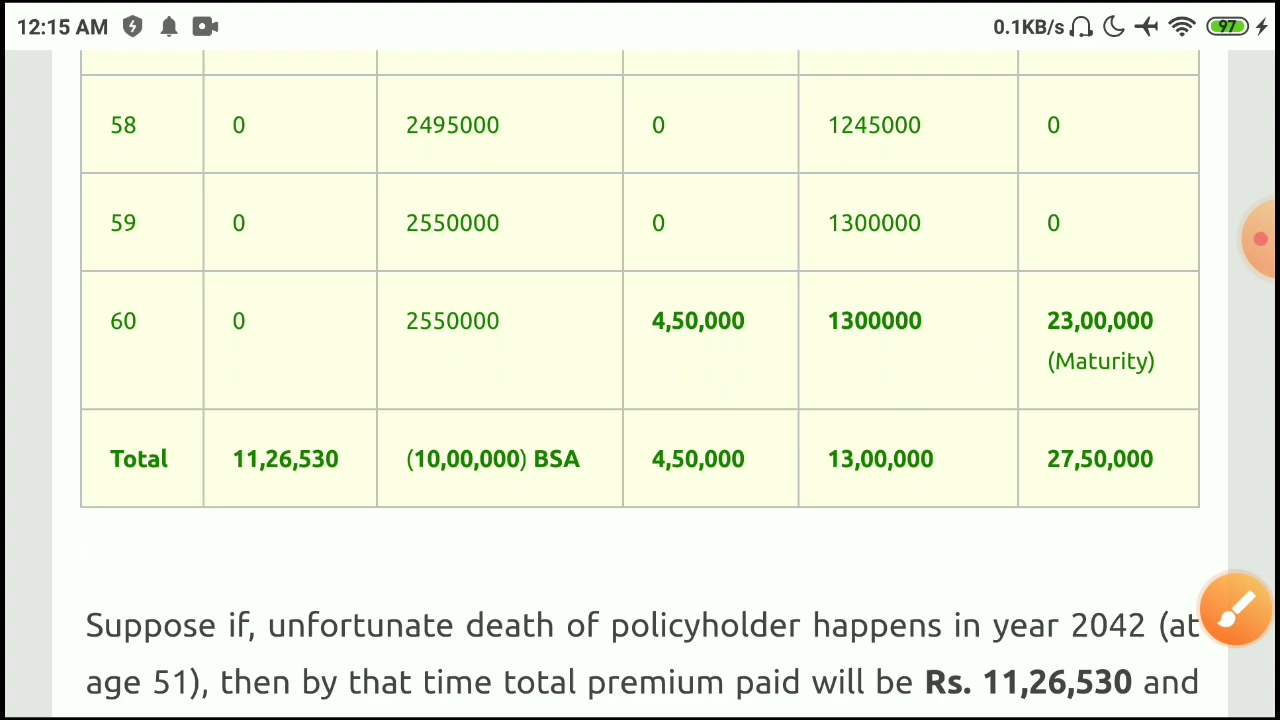 12:15 AM 0.1KB/s 97
58 0 2495000 0 1245000 0
59 0 2550000 0 1300000 0
60 0 2550000 4,50,000 1300000 23,00,000
(Maturity)
Total 11,26,530 (10,00,000) BSA 4,50,000 13,00,000 27,50,000
Suppose if, unfortunate death of policyholder happens in year 2042 (at
age 51), then by that time total premium paid will be Rs. 11,26,530 and